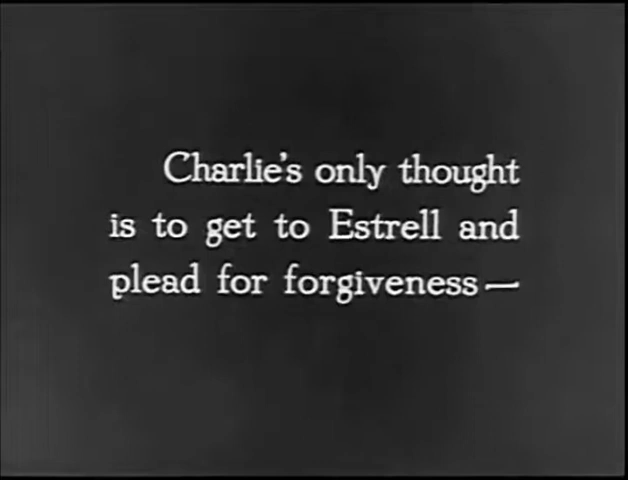 Charlie's only thought
is to get to Estrell and
plead for forgiveness—